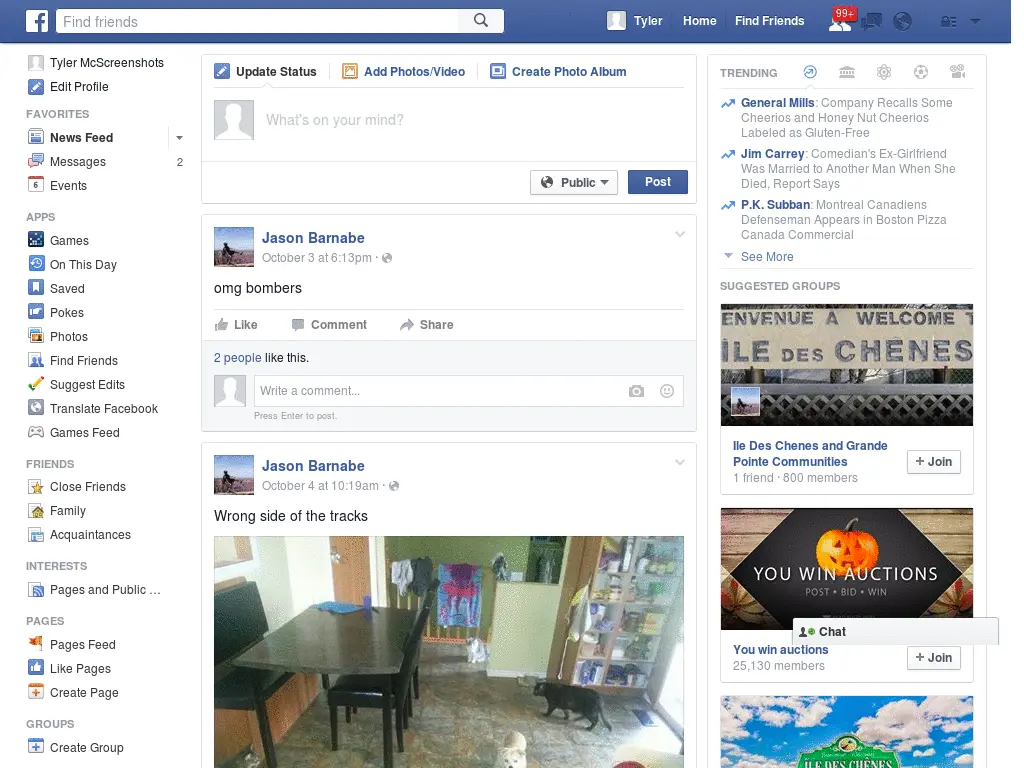 Find friends
Tyler
Home
Find Friends
99+
Tyler McScreenshots
Edit Profile
FAVORITES
News Feed
Messages 2
6
Events
APPS
Games
On This Day
Saved
Pokes
Photos
Find Friends
Suggest Edits
Translate Facebook
Games Feed
FRIENDS
Close Friends
Family
Acquaintances
INTERESTS
Pages and Public ...
PAGES
Pages Feed
Like Pages
Create Page
GROUPS
Create Group
Update Status
Add Photos/Video
Create Photo Album
What's on your mind?
Public
Post
Jason Barnabe
October 3 at 6:13pm ·
omg bombers
Like Comment Share
2 people like this.
Write a comment...
Press Enter to post.
Jason Barnabe
October 4 at 10:19am ·
Wrong side of the tracks
TRENDING
General Mills: Company Recalls Some
Cheerios and Honey Nut Cheerios
Labeled as Gluten-Free
Jim Carrey: Comedian's Ex-Girlfriend
Was Married to Another Man When She
Died, Report Says
P.K. Subban: Montreal Canadiens
Defenseman Appears in Boston Pizza
Canada Commercial
See More
SUGGESTED GROUPS
ENVENUE A WELCOME T
ILE DES CHÊNES
Ile Des Chenes and Grande
Pointe Communities
1 friend · 800 members
+ Join
YOU WIN AUCTIONS
POST • BID • WIN
Chat
You win auctions
25,130 members
+ Join
Bienvenue à Welcome to
ÎLE DES CHÊNES